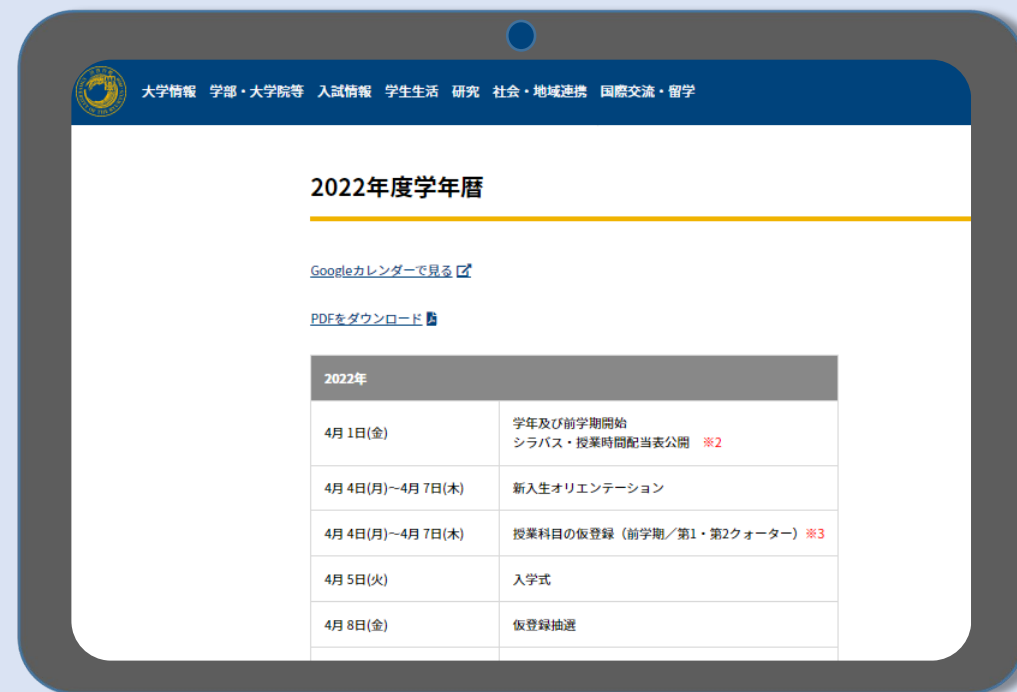 大学情報 学部・大学院等 入試情報 学生生活 研究 社会・地域連携 国際交流・留学
2022年度学年暦
Googleカレンダーで見る
PDFをダウンロード
2022年
4月 1日(金) 学年及び前学期開始
シラバス・授業時間配当表公開 ※2
4月 4日(月)～4月 7日(木) 新入生オリエンテーション
4月 4日(月)～4月 7日(木) 授業科目の仮登録（前学期／第1・第2クォーター）※3
4月 5日(火) 入学式
4月 8日(金) 仮登録抽選